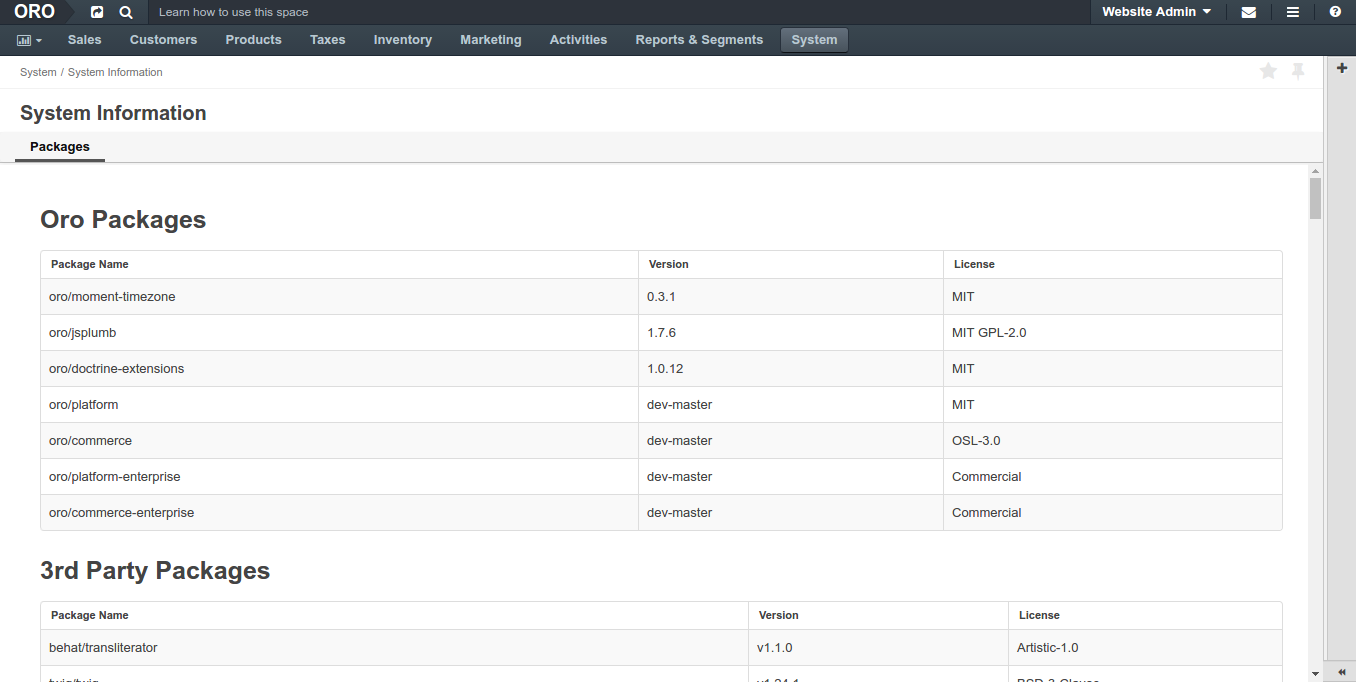 ORO Learn how to use this space Website Admin
Sales Customers Products Taxes Inventory Marketing Activities Reports & Segments System
System / System Information
System Information
Packages
Oro Packages
Package Name Version License
oro/moment-timezone 0.3.1 MIT
oro/jsplumb 1.7.6 MIT GPL-2.0
oro/doctrine-extensions 1.0.12 MIT
oro/platform dev-master MIT
oro/commerce dev-master OSL-3.0
oro/platform-enterprise dev-master Commercial
oro/commerce-enterprise dev-master Commercial
3rd Party Packages
Package Name Version License
behat/transliterator v1.1.0 Artistic-1.0